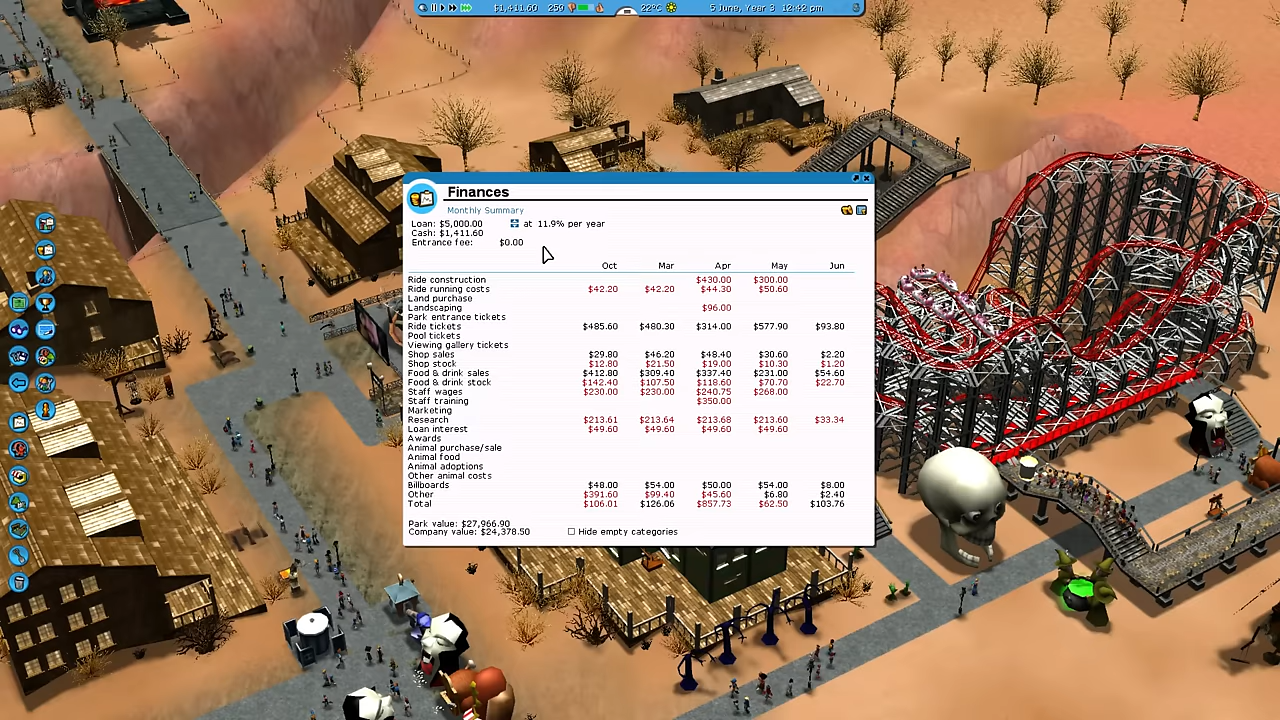 $1,411.60 259 22°C 5 June, Year 3 12:42 pm
Finances
Monthly Summary
Loan: $5,000.00 at 11.9% per year
Cash: $1,411.60
Entrance fee: $0.00
Oct Mar Apr May Jun
Ride construction $430.00 $300.00
Ride running costs $42.20 $42.20 $44.30 $50.60
Land purchase
Landscaping $96.00
Park entrance tickets
Ride tickets $485.60 $480.30 $314.00 $577.90 $93.80
Pool tickets
Viewing gallery tickets
Shop sales $29.80 $46.20 $48.40 $30.60 $2.20
Shop stock $12.80 $21.50 $19.00 $10.30 $1.20
Food & drink sales $412.80 $309.40 $337.40 $231.00 $54.60
Food & drink stock $142.40 $107.50 $118.60 $70.70 $22.70
Staff wages $230.00 $230.00 $240.75 $268.00
Staff training $350.00
Marketing
Research $213.61 $213.64 $213.68 $213.60 $33.34
Loan interest $49.60 $49.60 $49.60 $49.60
Awards
Animal purchase/sale
Animal food
Animal adoptions
Other animal costs
Billboards $48.00 $54.00 $50.00 $54.00 $8.00
Other $391.60 $99.40 $45.60 $6.80 $2.40
Total $106.01 $126.06 $857.73 $62.50 $103.76
Park value: $27,966.90
Company value: $24,378.50 Hide empty categories